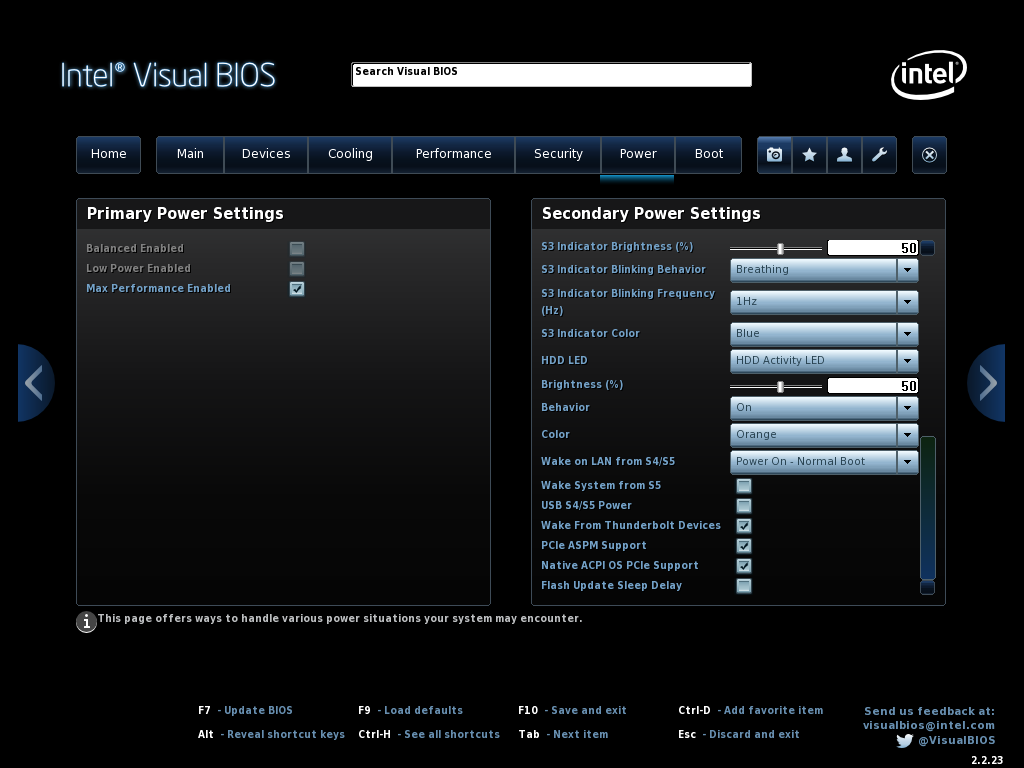 Intel® Visual BIOS
Search Visual BIOS
intel
Home
Main
Devices
Cooling
Performance
Security
Power
Boot
Primary Power Settings
Balanced Enabled
Low Power Enabled
Max Performance Enabled
Secondary Power Settings
S3 Indicator Brightness (%) 50
S3 Indicator Blinking Behavior Breathing
S3 Indicator Blinking Frequency
(Hz) 1Hz
S3 Indicator Color Blue
HDD LED HDD Activity LED
Brightness (%) 50
Behavior On
Color Orange
Wake on LAN from S4/S5 Power On - Normal Boot
Wake System from S5
USB S4/S5 Power
Wake From Thunderbolt Devices
PCIe ASPM Support
Native ACPI OS PCIe Support
Flash Update Sleep Delay
i This page offers ways to handle various power situations your system may encounter.
F7 - Update BIOS
F9 - Load defaults
F10 - Save and exit
Ctrl-D - Add favorite item
Alt - Reveal shortcut keys
Ctrl-H - See all shortcuts
Tab - Next item
Esc - Discard and exit
Send us feedback at:
visualbios@intel.com
@VisualBIOS
2.2.23